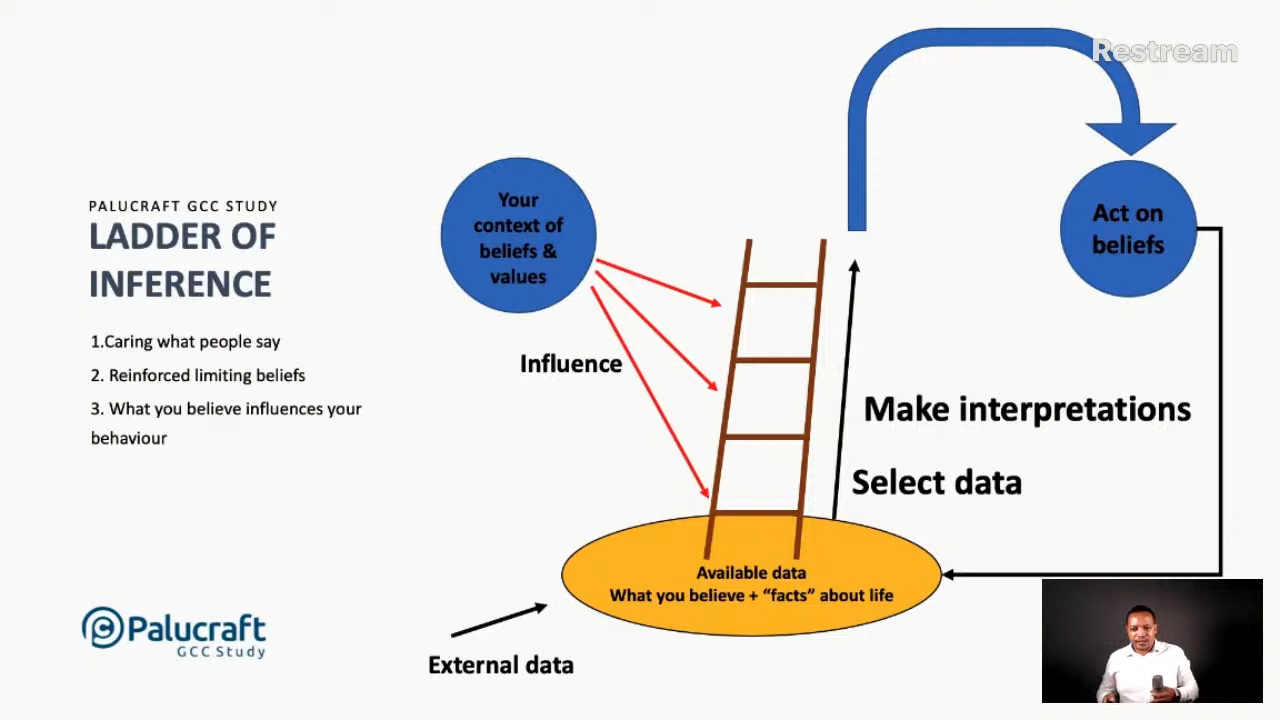 Restream
PALUCRAFT GCC STUDY
LADDER OF
INFERENCE
1.Caring what people say
2. Reinforced limiting beliefs
3. What you believe influences your
behaviour
Your
context of
beliefs &
values
Influence
Act on
beliefs
Make interpretations
Select data
Available data
What you believe + “facts” about life
External data
Palucraft
GCC Study